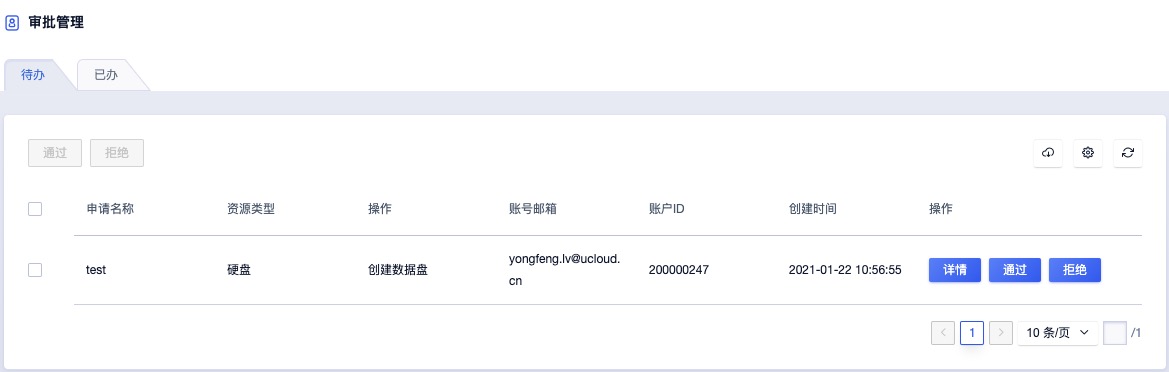 审批管理
待办
已办
通过
拒绝
申请名称
资源类型
操作
账号邮箱
账户ID
创建时间
操作
test
硬盘
创建数据盘
yongfeng.lv@ucloud.
cn
200000247
2021-01-22 10:56:55
详情
通过
拒绝
1
10 条/页
/1